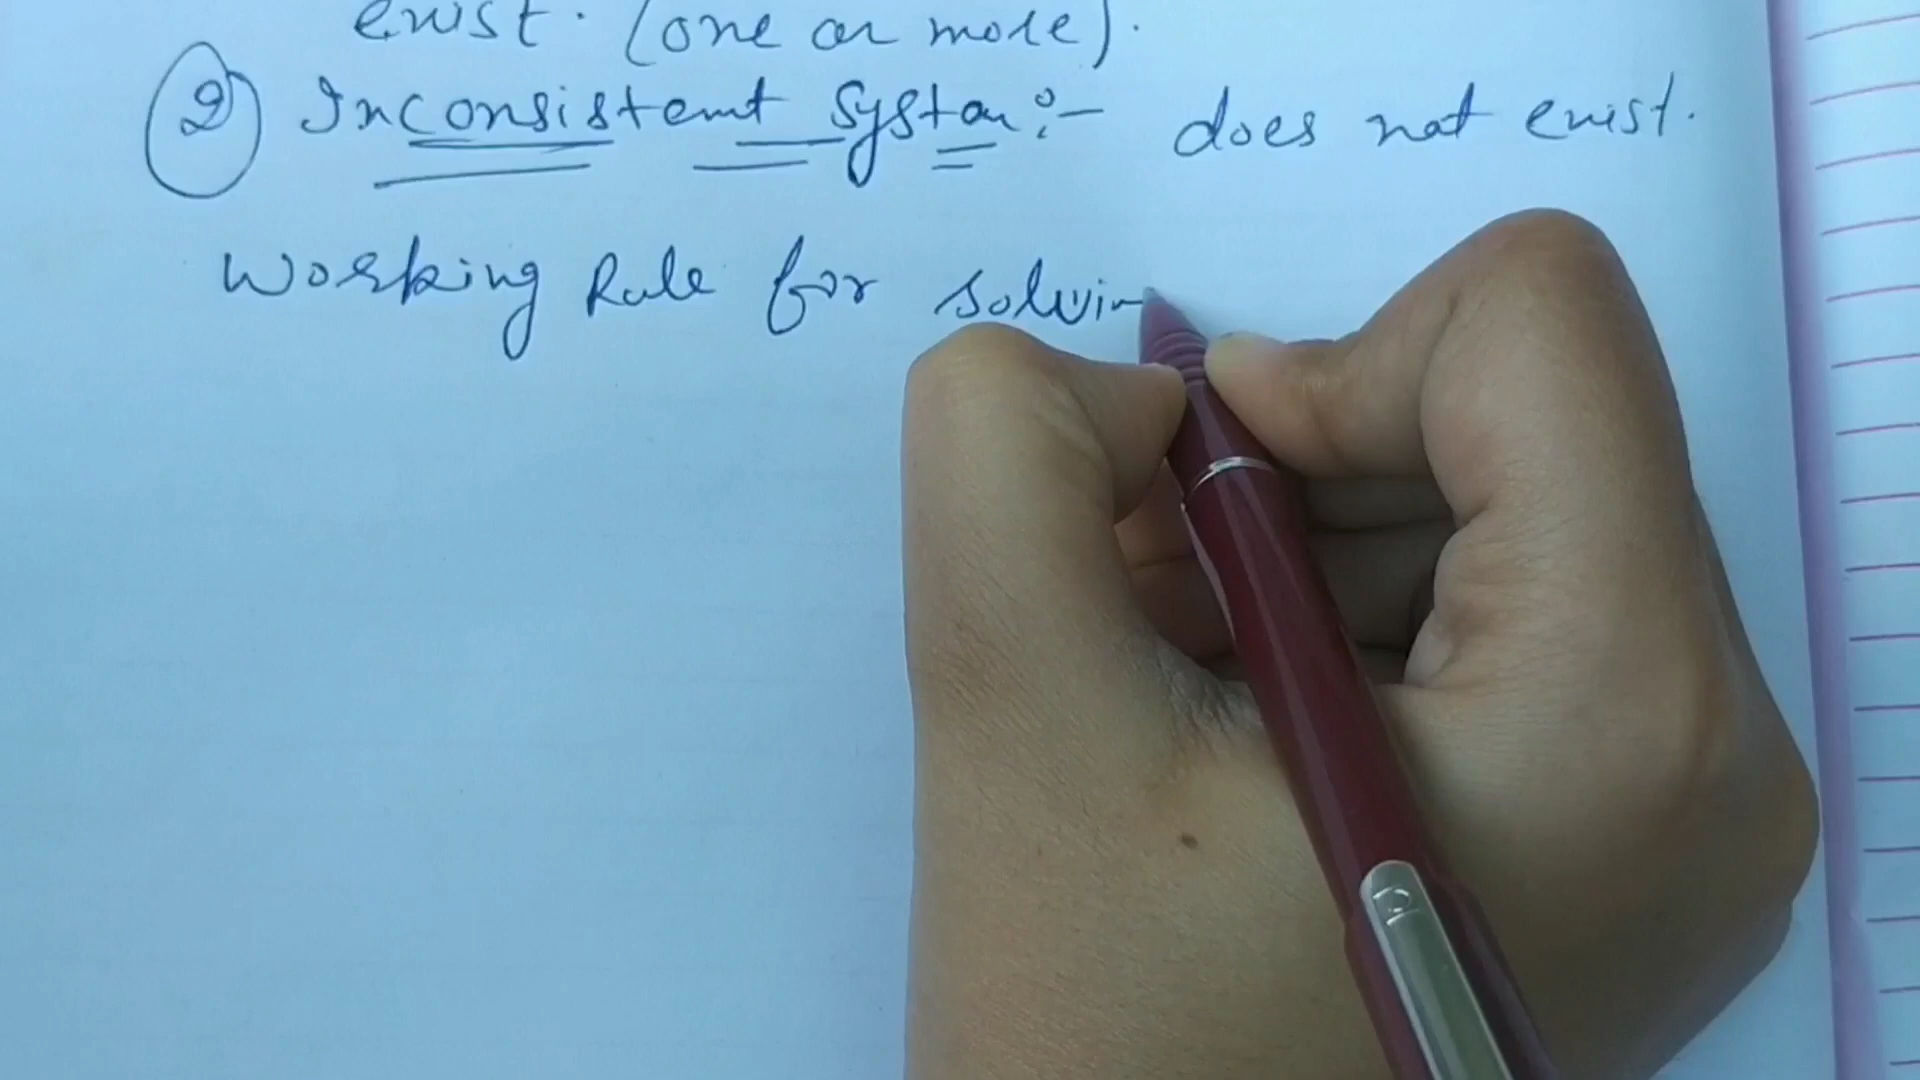 exist. (one or more).
② Inconsistent System:- does not exist.
Working Rule for solvin